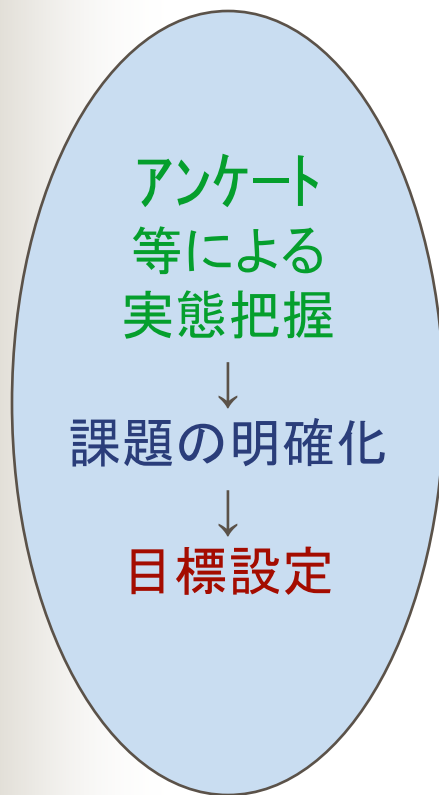 アンケート
等による
実態把握
↓
課題の明確化
↓
目標設定